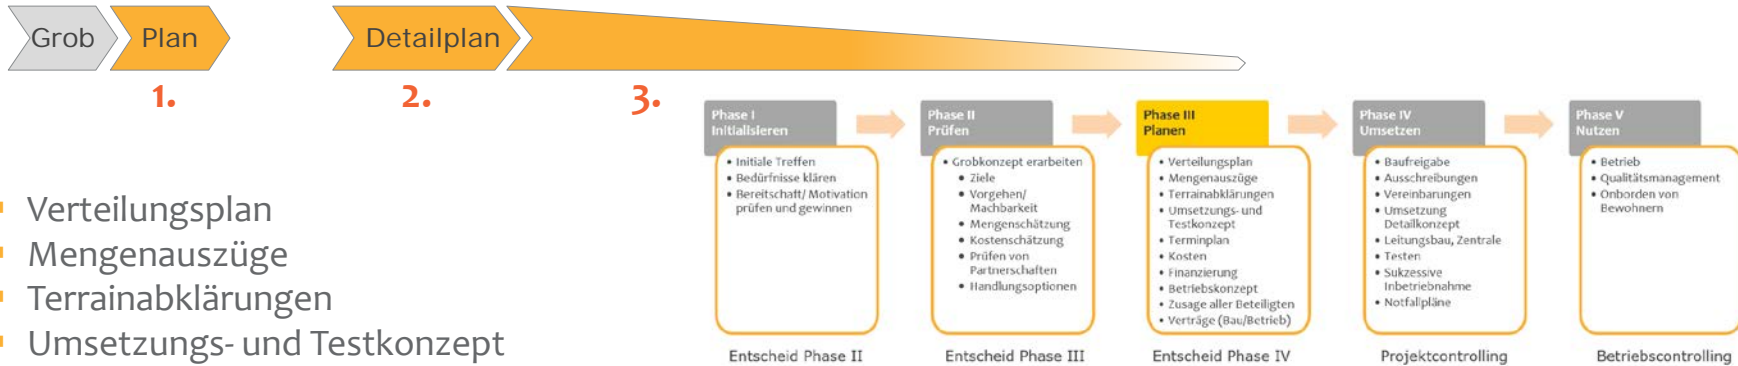 Grob
Plan
Detailplan
1.
2.
3.
Verteilungsplan
Mengenauszüge
Terrainabklärungen
Umsetzungs- und Testkonzept
Phase I
Initialisieren
• Initiale Treffen
• Bedürfnisse klären
• Bereitschaft/ Motivation
prüfen und gewinnen
Entscheid Phase II
Phase II
Prüfen
• Grobkonzept erarbeiten
• Ziele
• Vorgehen/
Machbarkeit
• Mengenschätzung
• Kostenschätzung
• Prüfen von
Partnerschaften
• Handlungsoptionen
Entscheid Phase III
Phase III
Planen
• Verteilungsplan
• Mengenauszüge
• Terrainabklärungen
• Umsetzungs- und
Testkonzept
• Terminplan
• Kosten
• Finanzierung
• Betriebskonzept
• Zusage aller Beteiligten
• Verträge (Bau/Betrieb)
Entscheid Phase IV
Phase IV
Umsetzen
• Baufreigabe
• Ausschreibungen
• Vereinbarungen
• Umsetzung
Detailkonzept
• Leitungsbau, Zentrale
• Testen
• Sukzessive
Inbetriebnahme
• Notfallpläne
Projektcontrolling
Phase V
Nutzen
• Betrieb
• Qualitätsmanagement
• Onborden von
Bewohnern
Betriebscontrolling